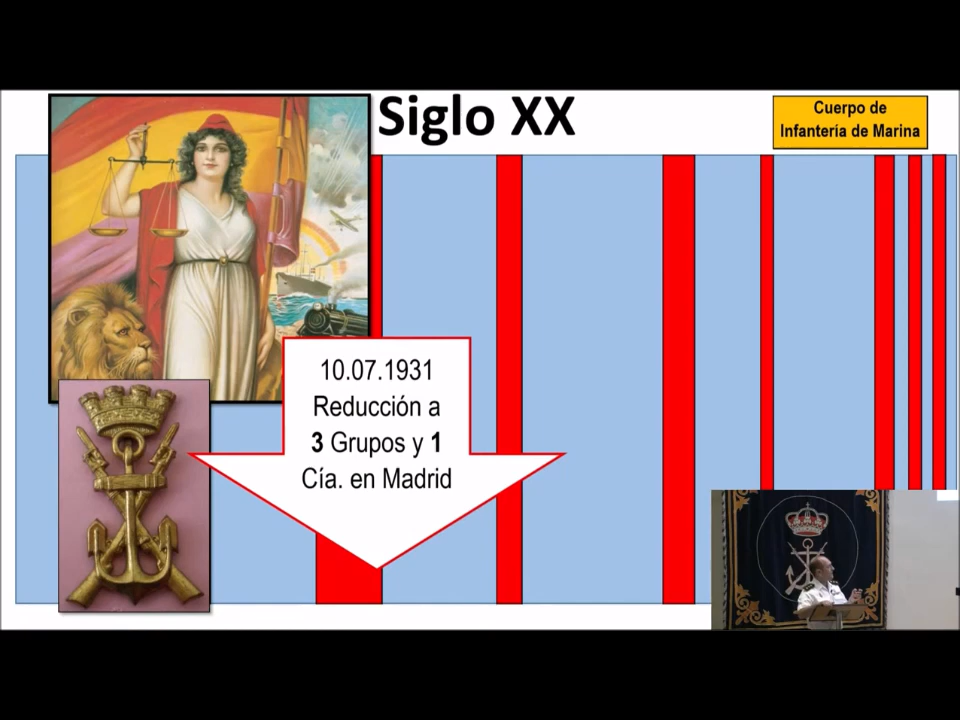 Siglo XX
Cuerpo de
Infantería de Marina
10.07.1931
Reducción a
3 Grupos y 1
Cía. en Madrid